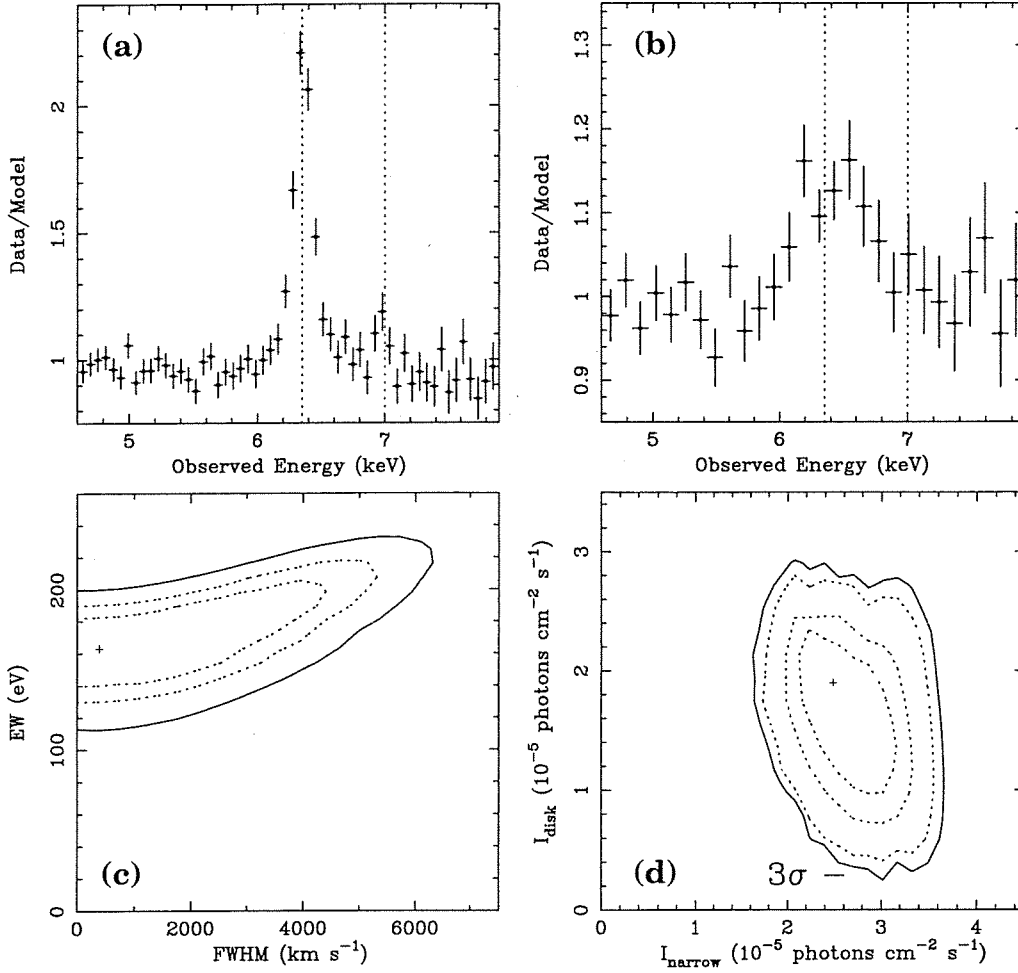 (a)
Data/Model
2
1.5
1
5
6
7
Observed Energy (keV)
(b)
Data/Model
1.3
1.2
1.1
1
0.9
5
6
7
Observed Energy (keV)
(c)
EW (eV)
200
100
0
0
2000
4000
6000
FWHM (km s⁻¹)
(d)
I_disk (10⁻⁵ photons cm⁻² s⁻¹)
3
2
1
0
3σ –
0
1
2
3
4
I_narrow (10⁻⁵ photons cm⁻² s⁻¹)